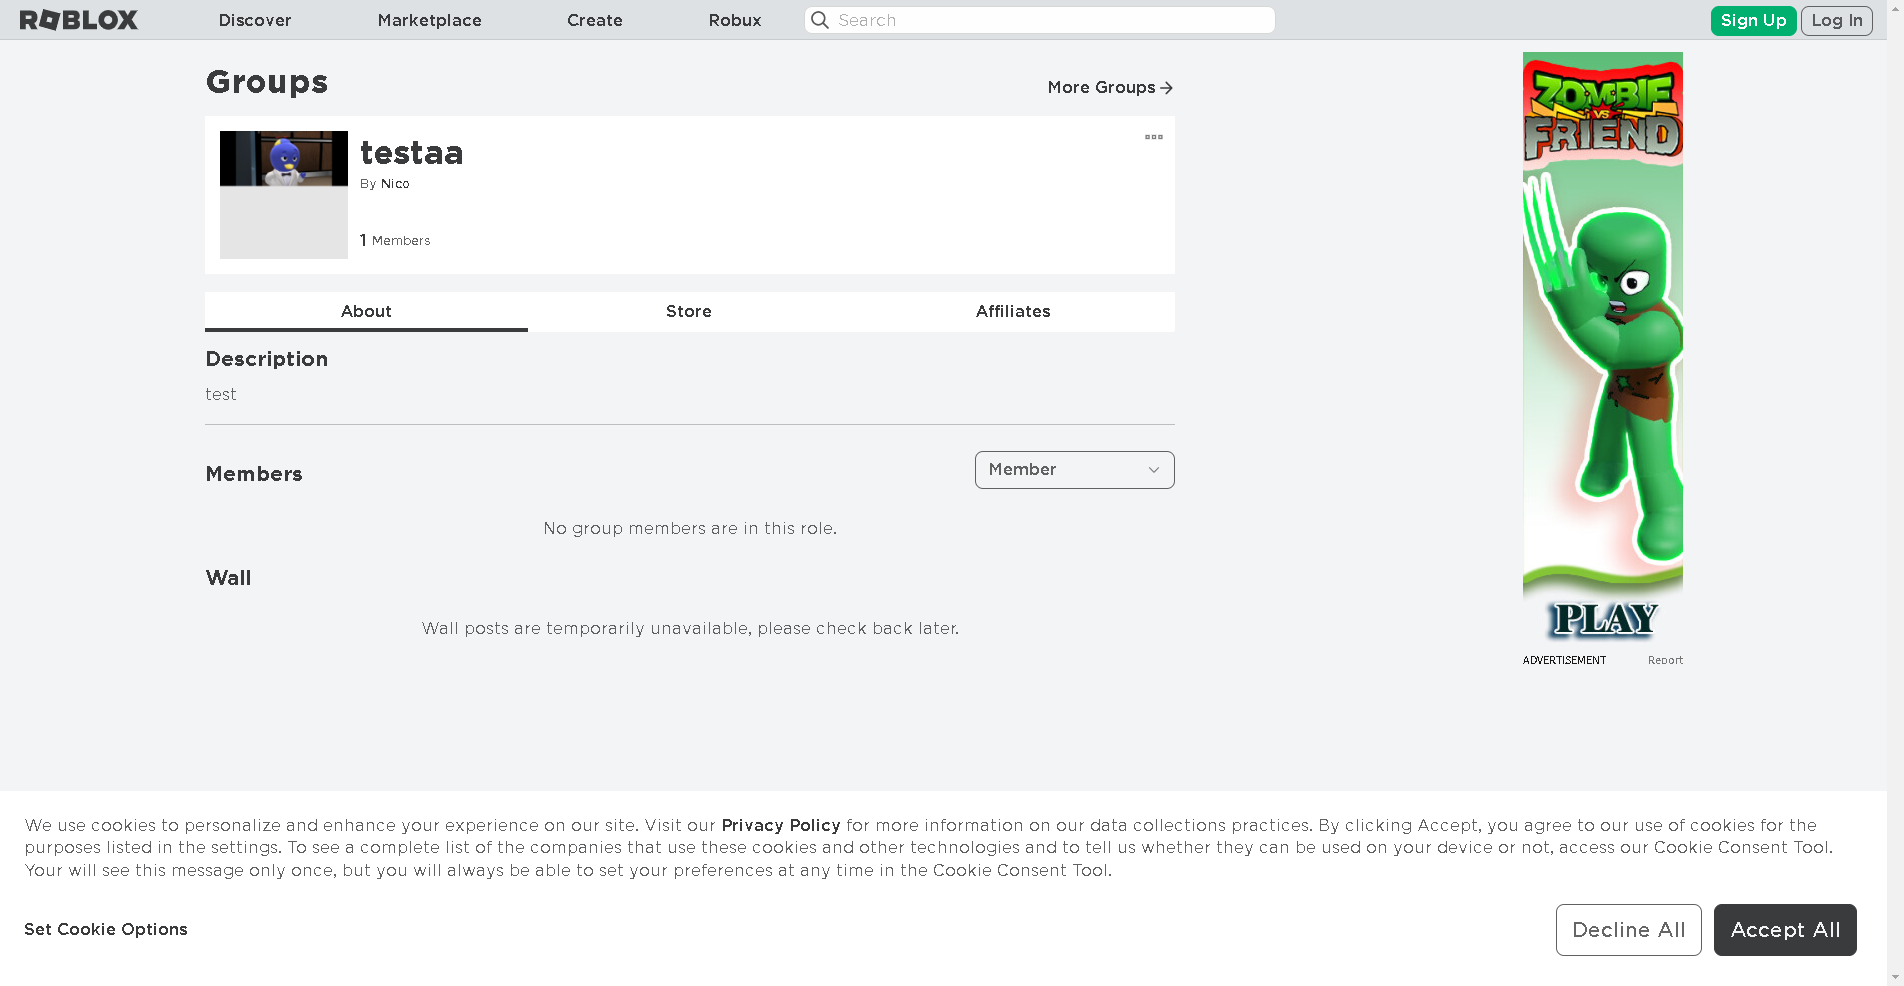 ROBLOX
Discover
Marketplace
Create
Robux
Search
Sign Up
Log In
Groups
More Groups
testaa
By Nico
1 Members
About
Store
Affiliates
Description
test
Members
Member
No group members are in this role.
Wall
Wall posts are temporarily unavailable, please check back later.
ZOMBIE
VS
FRIEND
PLAY
ADVERTISEMENT
Report
We use cookies to personalize and enhance your experience on our site. Visit our Privacy Policy for more information on our data collections practices. By clicking Accept, you agree to our use of cookies for the
purposes listed in the settings. To see a complete list of the companies that use these cookies and other technologies and to tell us whether they can be used on your device or not, access our Cookie Consent Tool.
Your will see this message only once, but you will always be able to set your preferences at any time in the Cookie Consent Tool.
Set Cookie Options
Decline All
Accept All